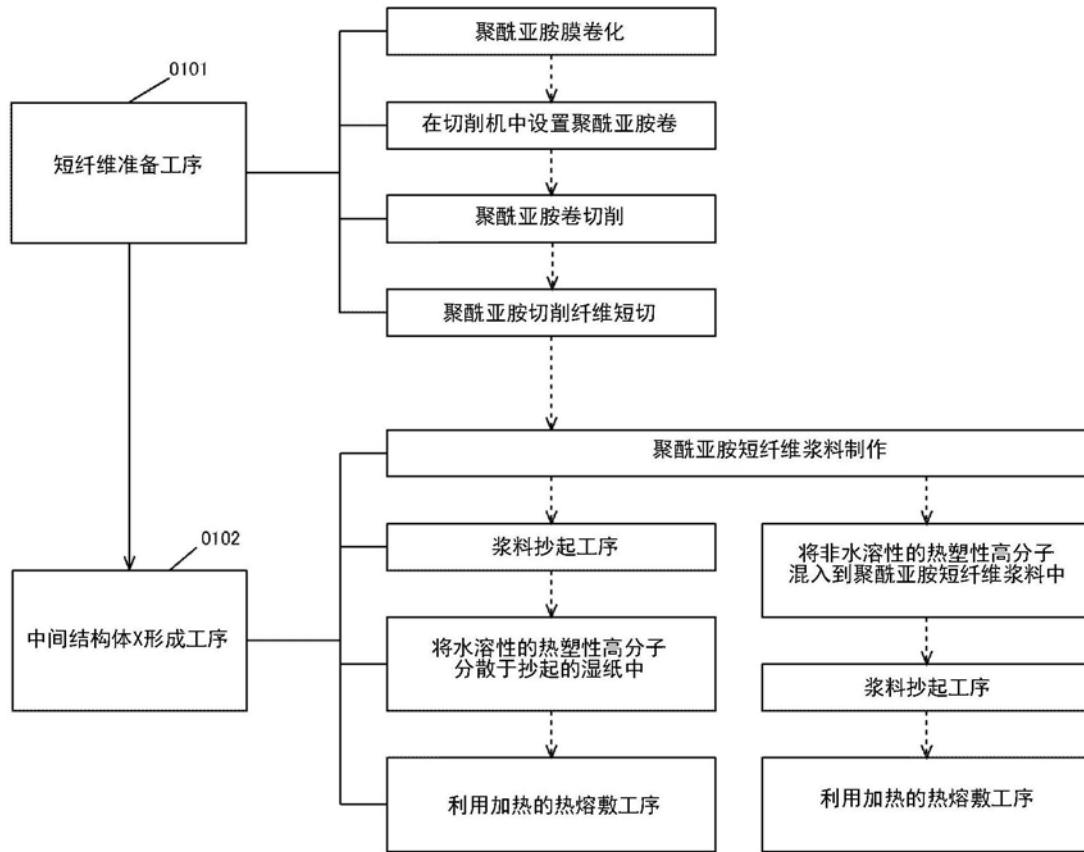 聚酰亚胺膜卷化
0101
在切削机中设置聚酰亚胺卷
短纤维准备工序
聚酰亚胺卷切削
聚酰亚胺切削纤维短切
聚酰亚胺短纤维浆料制作
0102
浆料抄起工序
将非水溶性的热塑性高分子
混入到聚酰亚胺短纤维浆料中
中间结构体X形成工序
将水溶性的热塑性高分子
分散于抄起的湿纸中
浆料抄起工序
利用加热的热熔敷工序
利用加热的热熔敷工序